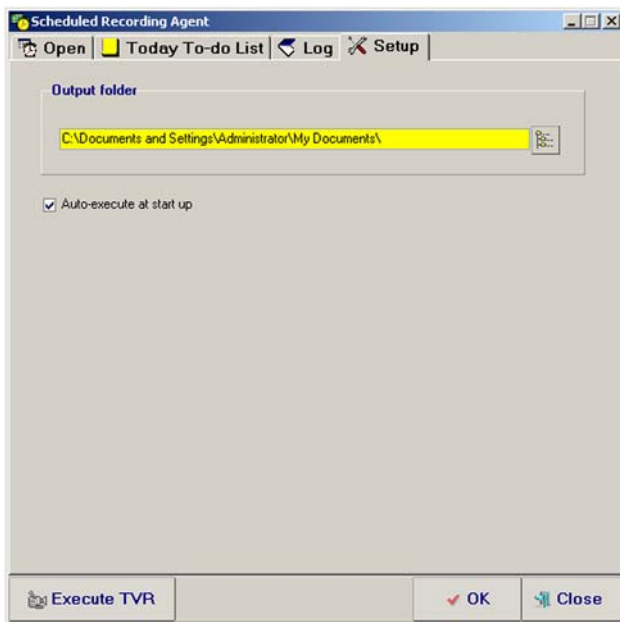 Scheduled Recording Agent
Open Today To-do List Log Setup
Output folder
C:\Documents and Settings\Administrator\My Documents\
Auto-execute at start up
Execute TVR OK Close